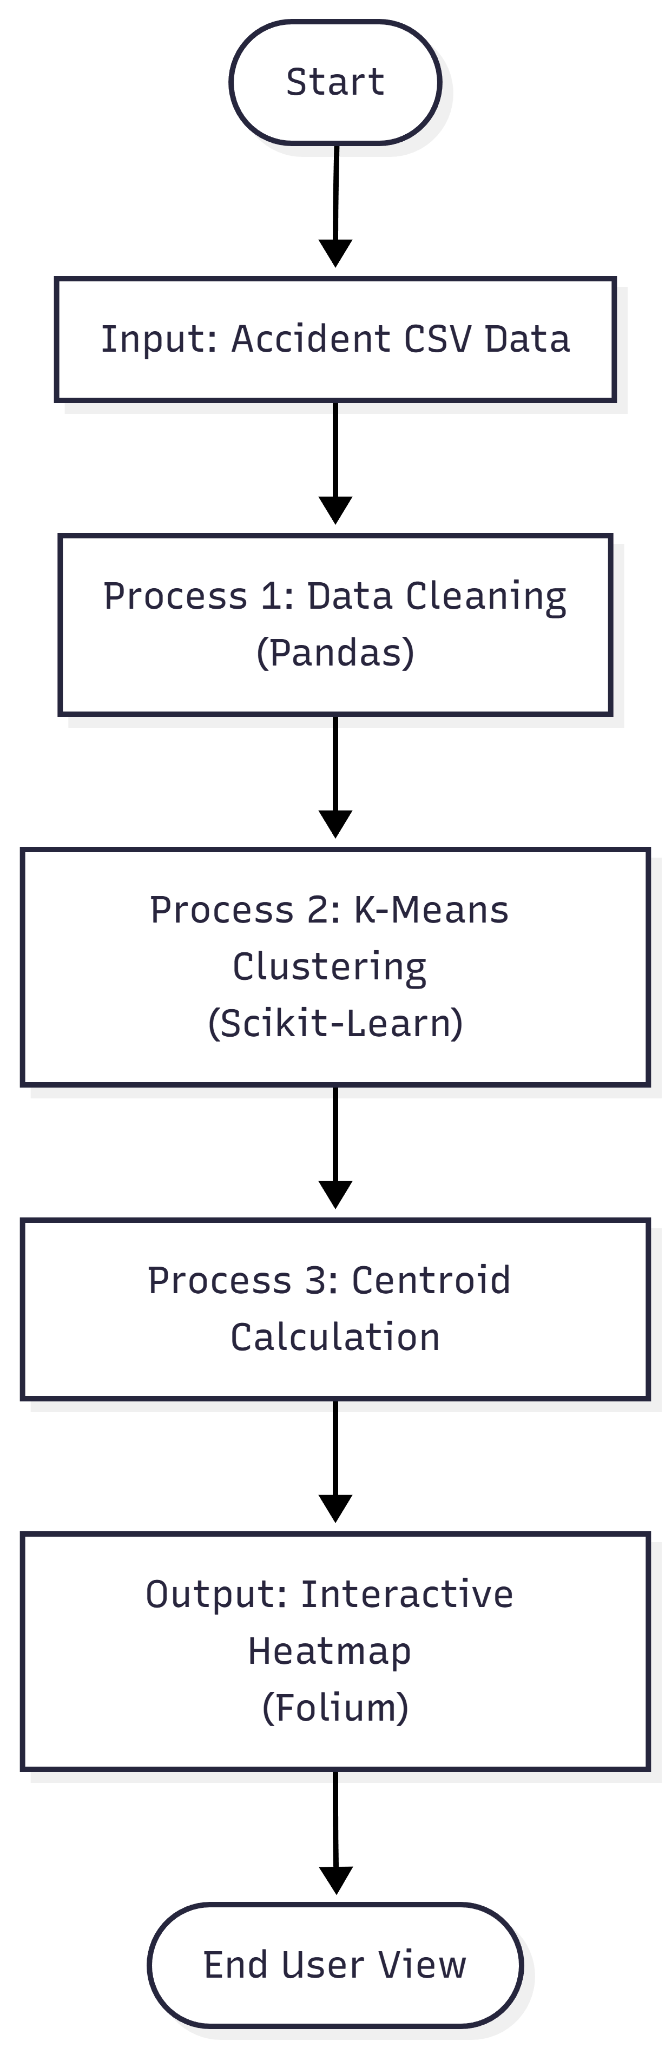 Start
Input: Accident CSV Data
Process 1: Data Cleaning
(Pandas)
Process 2: K-Means
Clustering
(Scikit-Learn)
Process 3: Centroid
Calculation
Output: Interactive
Heatmap
(Folium)
End User View